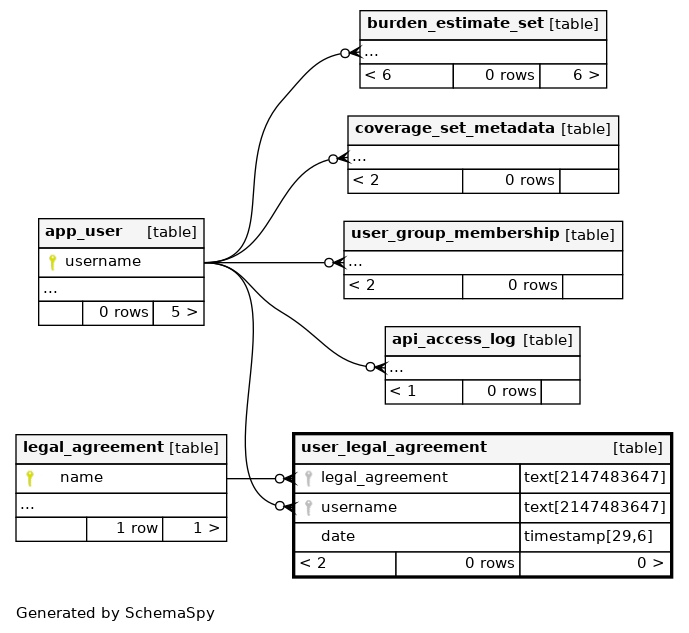 burden_estimate_set [table]
...
< 6 0 rows 6 >
coverage_set_metadata [table]
...
< 2 0 rows
app_user [table]
username
...
0 rows 5 >
user_group_membership [table]
...
< 2 0 rows
api_access_log [table]
...
< 1 0 rows
legal_agreement [table]
name
...
1 row 1 >
user_legal_agreement [table]
legal_agreement text[2147483647]
username text[2147483647]
date timestamp[29,6]
< 2 0 rows 0 >
Generated by SchemaSpy